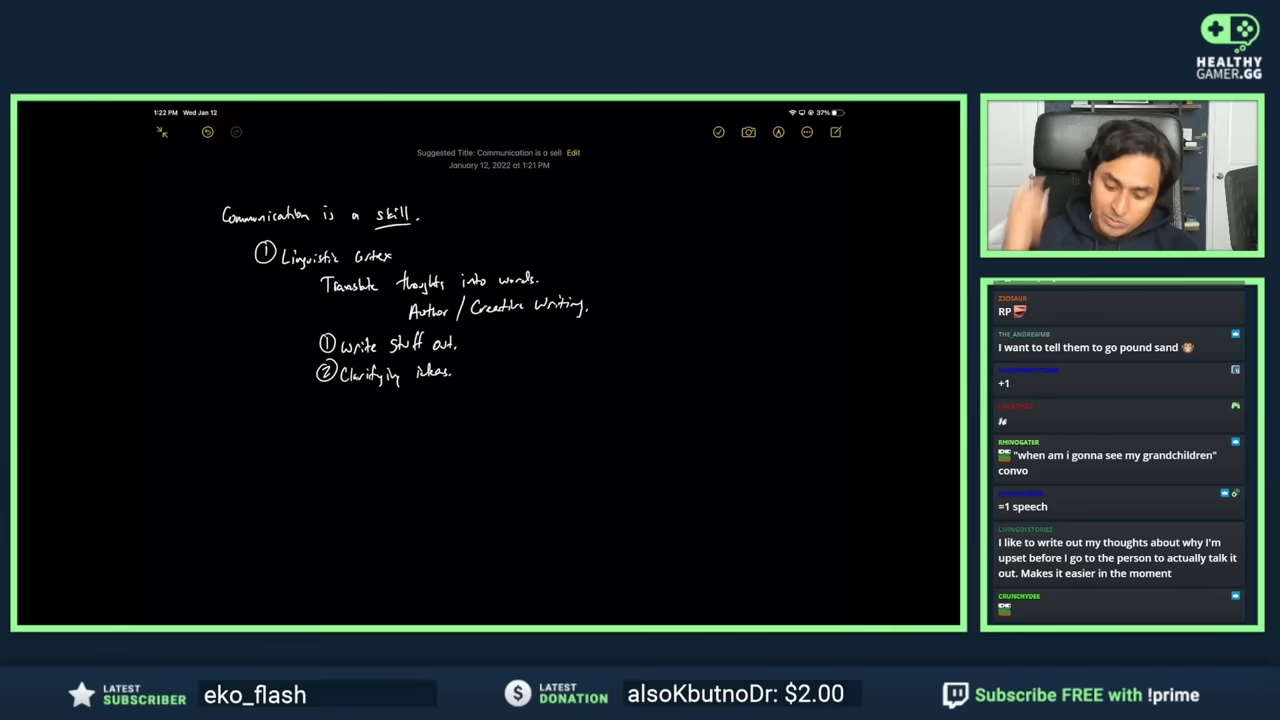 1:22 PM Wed Jan 12
37%
Suggested Title: Communication is a sell Edit
January 12, 2022 at 1:21 PM
Communication is a skill.
① Linguistic Cortex
Translate thoughts into words.
Author / Creative Writing.
① Write stuff out.
② Clarifying ideas.
HEALTHY
GAMER.GG
Z3OSAUR
RP
THE_ANDREWMB
I want to tell them to go pound sand
+1
RHINOGATER
"when am i gonna see my grandchildren"
convo
=1 speech
LIVINGOFSTORIES
I like to write out my thoughts about why I'm
upset before I go to the person to actually talk it
out. Makes it easier in the moment
CRUNCHYDEE
LATEST
SUBSCRIBER
eko_flash
LATEST
DONATION
alsoKbutnoDr: $2.00
Subscribe FREE with !prime